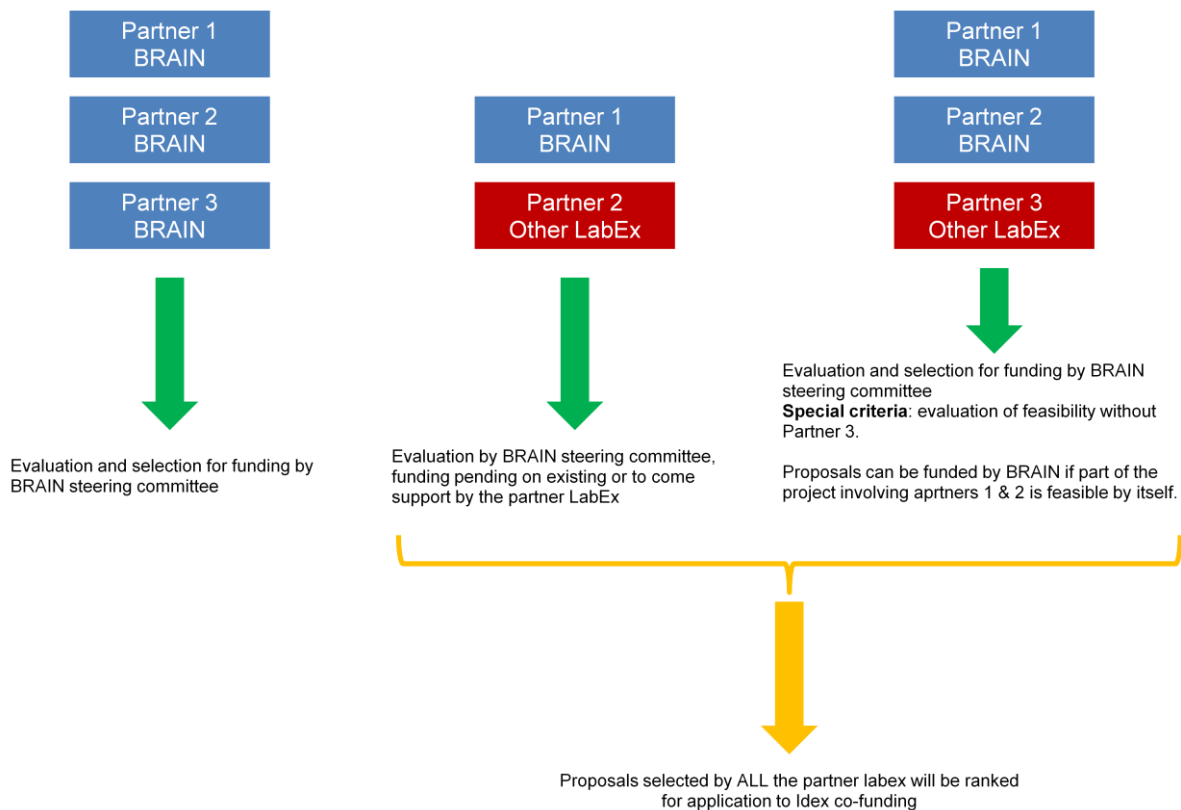 Partner 1
BRAIN
Partner 2
BRAIN
Partner 3
BRAIN
Evaluation and selection for funding by
BRAIN steering committee
Partner 1
BRAIN
Partner 2
Other LabEx
Evaluation by BRAIN steering committee,
funding pending on existing or to come
support by the partner LabEx
Partner 1
BRAIN
Partner 2
BRAIN
Partner 3
Other LabEx
Evaluation and selection for funding by BRAIN
steering committee
Special criteria: evaluation of feasibility without
Partner 3.
Proposals can be funded by BRAIN if part of the
project involving aprtners 1 & 2 is feasible by itself.
Proposals selected by ALL the partner labex will be ranked
for application to Idex co-funding